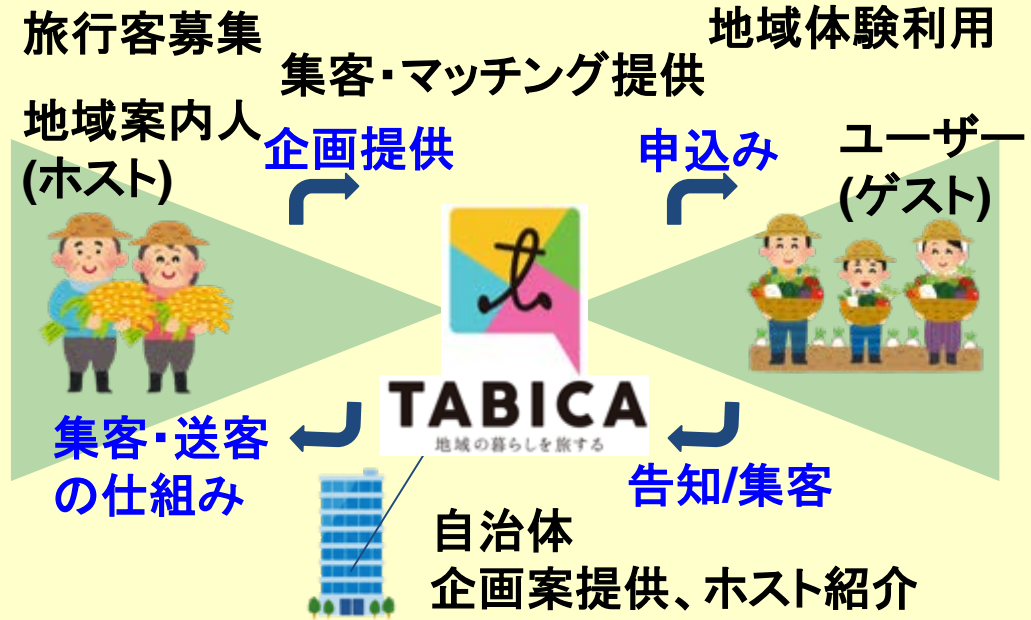 旅行客募集
集客・マッチング提供
地域体験利用
地域案内人
(ホスト)
企画提供
申込み
ユーザー
(ゲスト)
t
TABICA
地域の暮らしを旅する
集客・送客
の仕組み
告知/集客
自治体
企画案提供、ホスト紹介